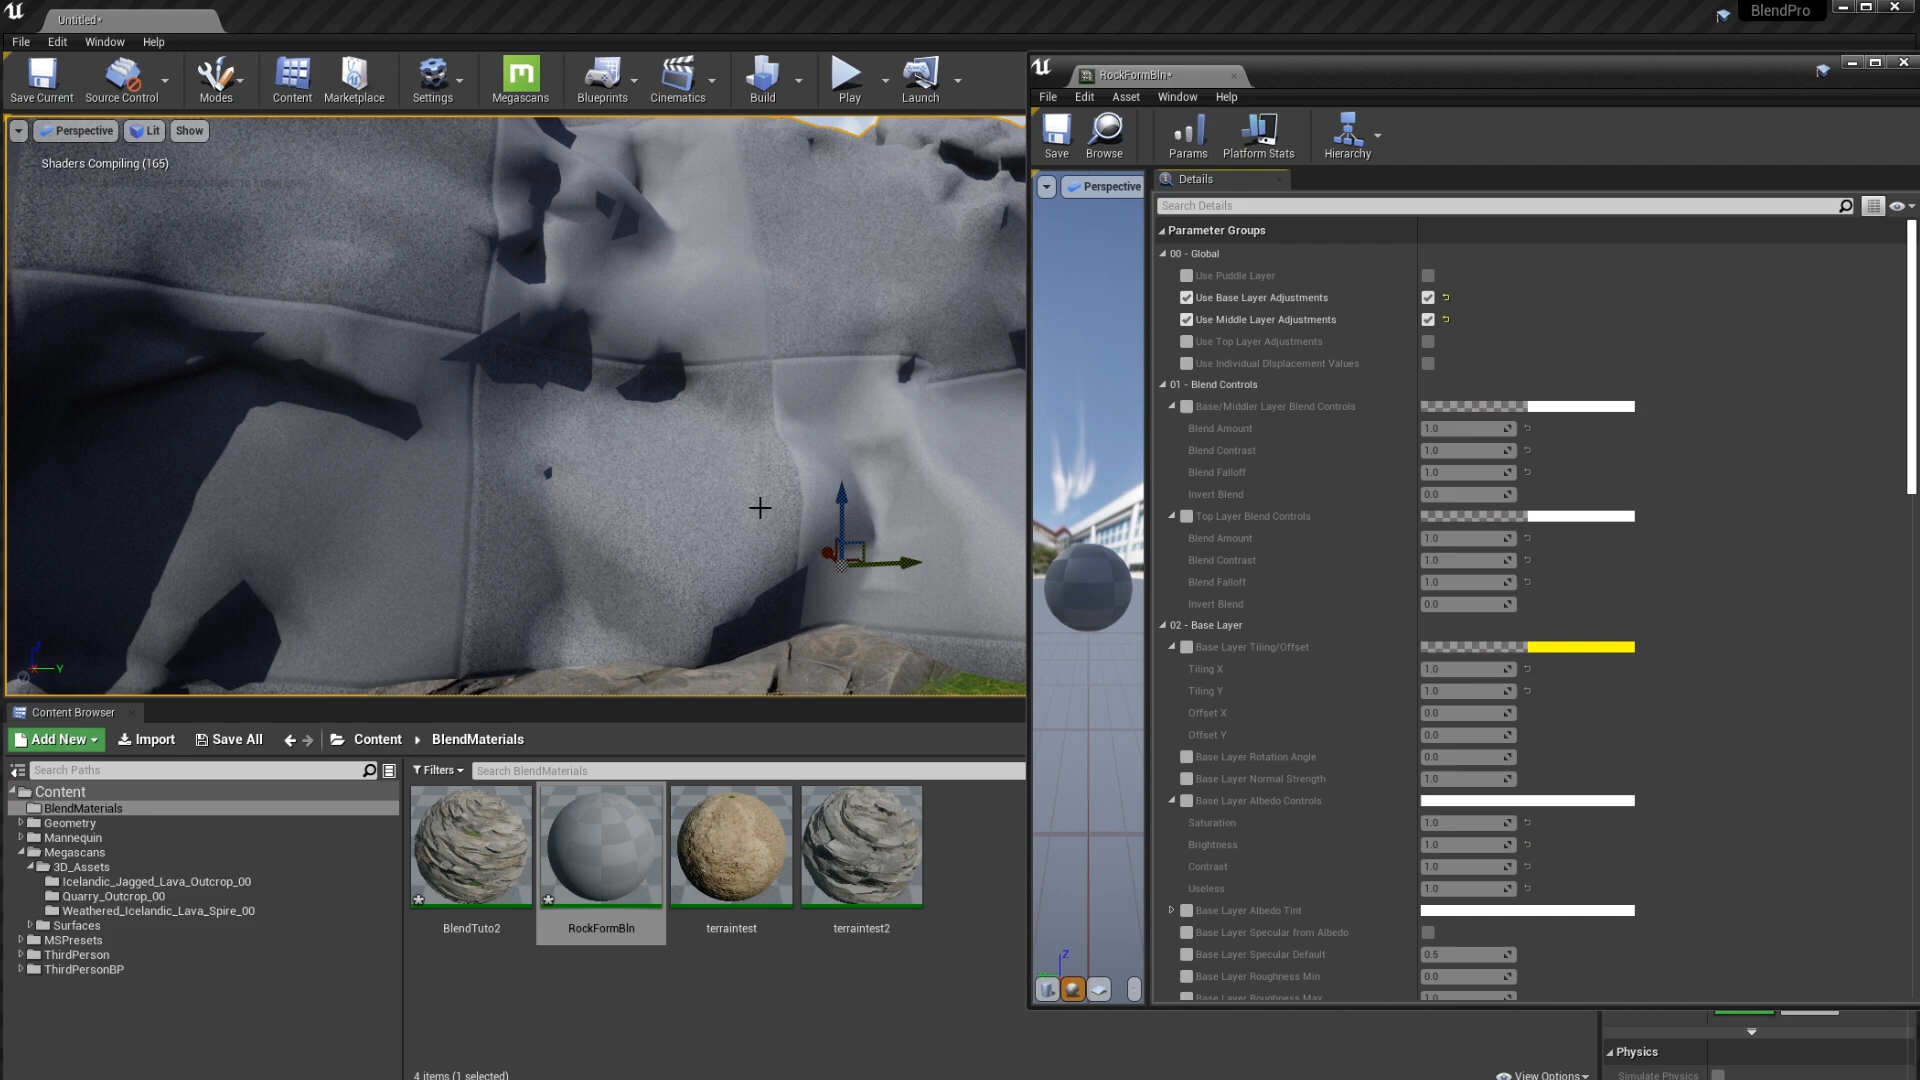 Untitled*
BlendPro
File Edit Window Help
Save Current Source Control Modes Content Marketplace Settings Megascans Blueprints Cinematics Build Play Launch
RockFormBln*
File Edit Asset Window Help
Save Browse Params Platform Stats Hierarchy
Perspective Lit Show
Shaders Compiling (165)
Perspective
Details
Search Details
Parameter Groups
00 - Global
Use Puddle Layer
Use Base Layer Adjustments
Use Middle Layer Adjustments
Use Top Layer Adjustments
Use Individual Displacement Values
01 - Blend Controls
Base/Middler Layer Blend Controls
Blend Amount 1.0
Blend Contrast 1.0
Blend Falloff 1.0
Invert Blend 0.0
Top Layer Blend Controls
Blend Amount 1.0
Blend Contrast 1.0
Blend Falloff 1.0
Invert Blend 0.0
02 - Base Layer
Base Layer Tiling/Offset
Tiling X 1.0
Tiling Y 1.0
Offset X 0.0
Offset Y 0.0
Base Layer Rotation Angle 0.0
Base Layer Normal Strength 1.0
Base Layer Albedo Controls
Saturation 1.0
Brightness 1.0
Contrast 1.0
Useless 1.0
Base Layer Albedo Tint
Base Layer Specular from Albedo
Base Layer Specular Default 0.5
Base Layer Roughness Min 0.0
Base Layer Roughness Max 1.0
Z
Y
X
Z
Content Browser
Add New Import Save All Content BlendMaterials
Search Paths
Filters Search BlendMaterials
Content
BlendMaterials
Geometry
Mannequin
Megascans
3D_Assets
Icelandic_Jagged_Lava_Outcrop_00
Quarry_Outcrop_00
Weathered_Icelandic_Lava_Spire_00
Surfaces
MSPresets
ThirdPerson
ThirdPersonBP
BlendTuto2 RockFormBln terraintest terraintest2
4 items (1 selected)
View Options
Physics
Simulate Physics